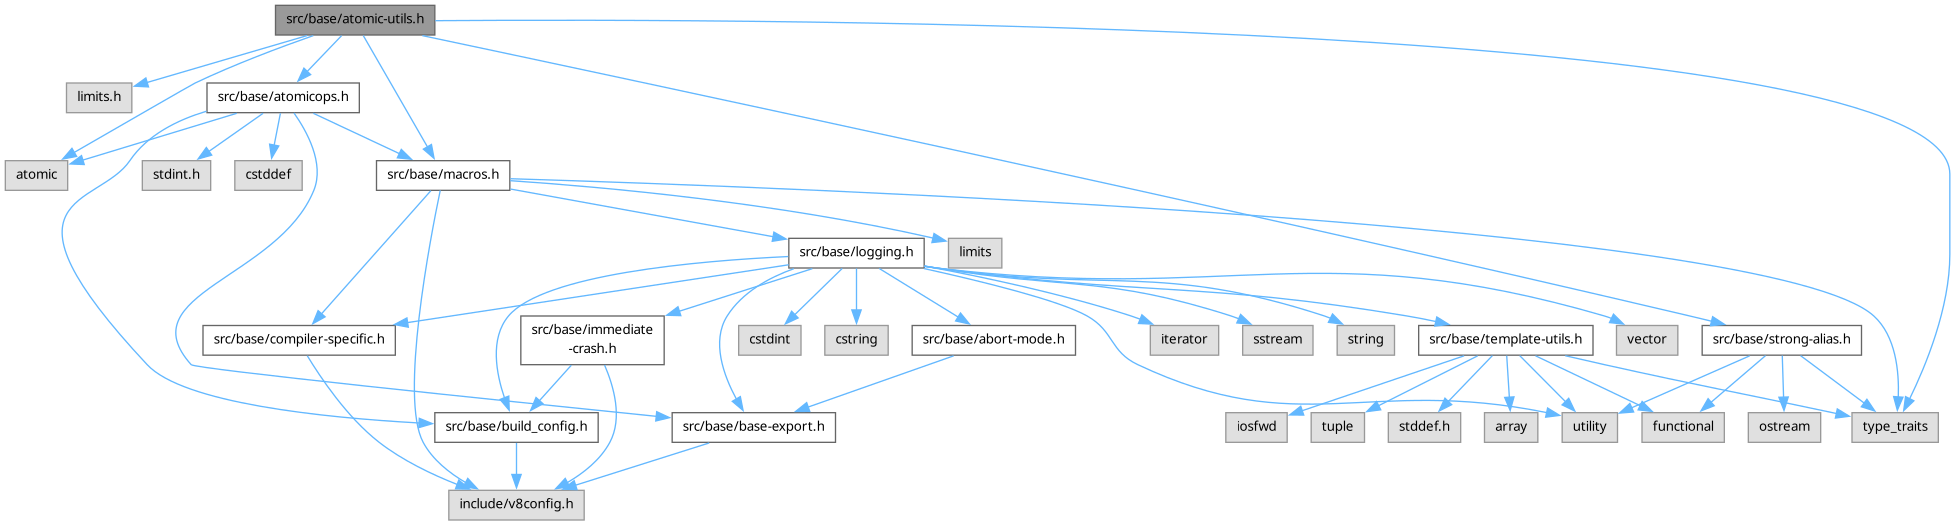 src/base/atomic-utils.h
limits.h
src/base/atomicops.h
atomic
stdint.h
cstddef
src/base/macros.h
src/base/logging.h
limits
src/base/compiler-specific.h
src/base/immediate
-crash.h
cstdint
cstring
src/base/abort-mode.h
iterator
sstream
string
src/base/template-utils.h
vector
src/base/strong-alias.h
src/base/build_config.h
src/base/base-export.h
iosfwd
tuple
stddef.h
array
utility
functional
ostream
type_traits
include/v8config.h